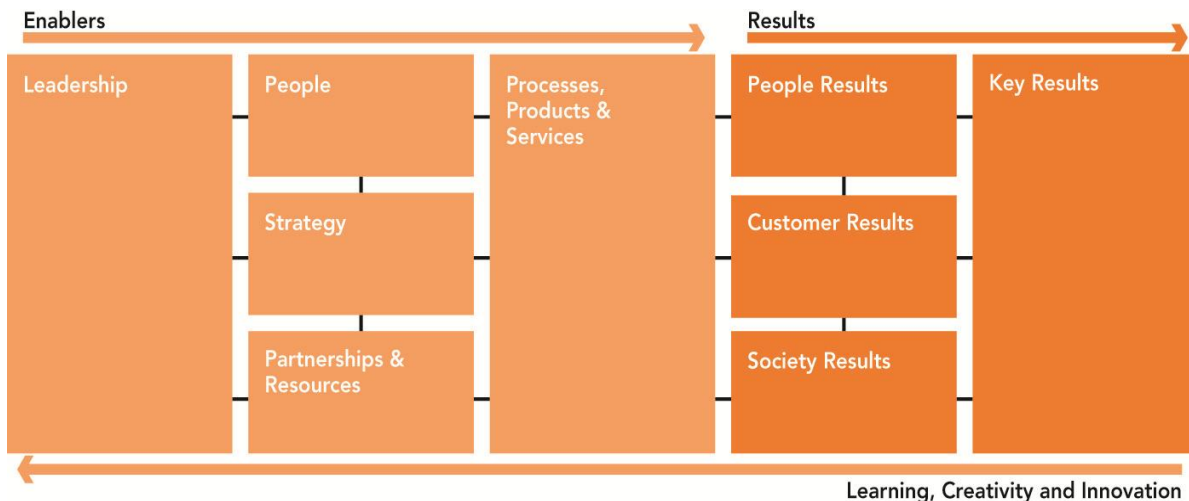 Enablers
Results
Leadership
People
Processes,
Products &
Services
People Results
Key Results
Strategy
Customer Results
Partnerships &
Resources
Society Results
Learning, Creativity and Innovation